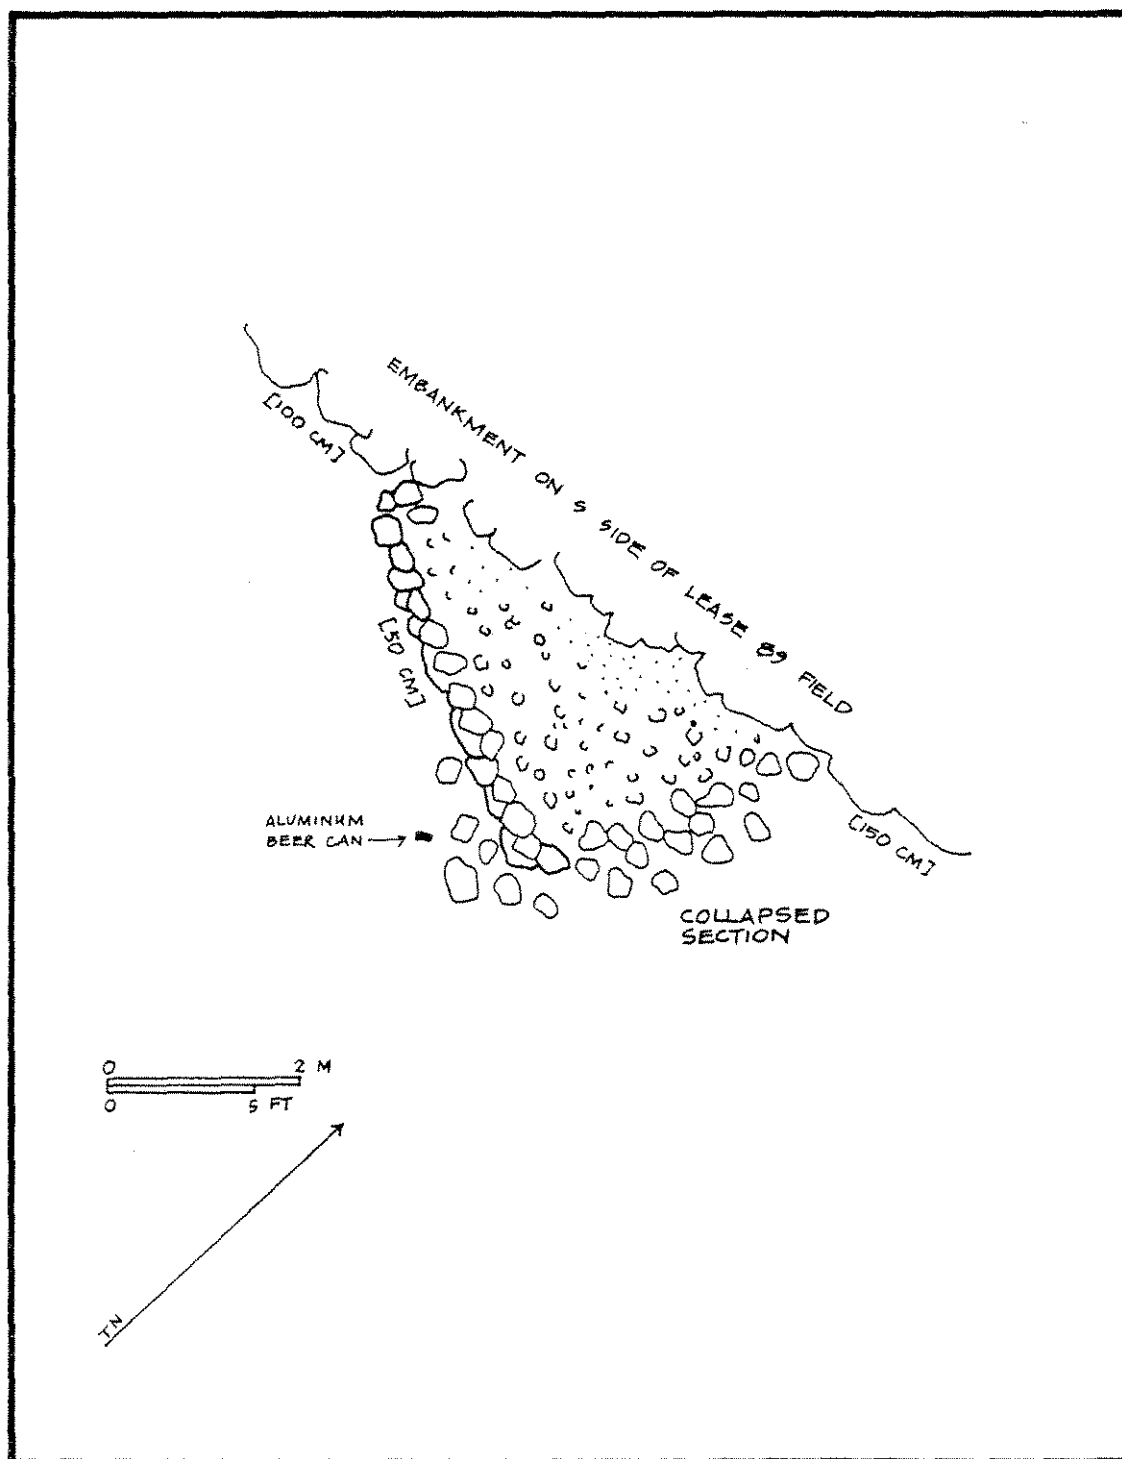 EMBANKMENT ON S SIDE OF LEASE 89 FIELD
[100 CM]
[50 CM]
ALUMINUM
BEER CAN
[150 CM]
COLLAPSED
SECTION
0 2 M
0 5 FT
TN